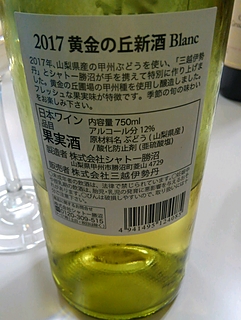 2017 黄金の丘新酒 Blanc
2017年、山梨県産の甲州ぶどうを使い、「三越伊勢
丹」とシャトー勝沼が手を携えて特別に作り上げま
した。黄金の丘圃場の甲州種を使用し醸造しました。
フレッシュな果実味が特徴です。季節の旬の味わい
をお楽しみ下さい。
日本ワイン
品目
果実酒
内容量 750ml
アルコール分 12%
原材料名 ぶどう(山梨県産)
/酸化防止剤(亜硫酸塩)
製造者 株式会社シャトー勝沼
山梨県甲州市勝沼町菱山 4729
販売者 株式会社三越伊勢丹